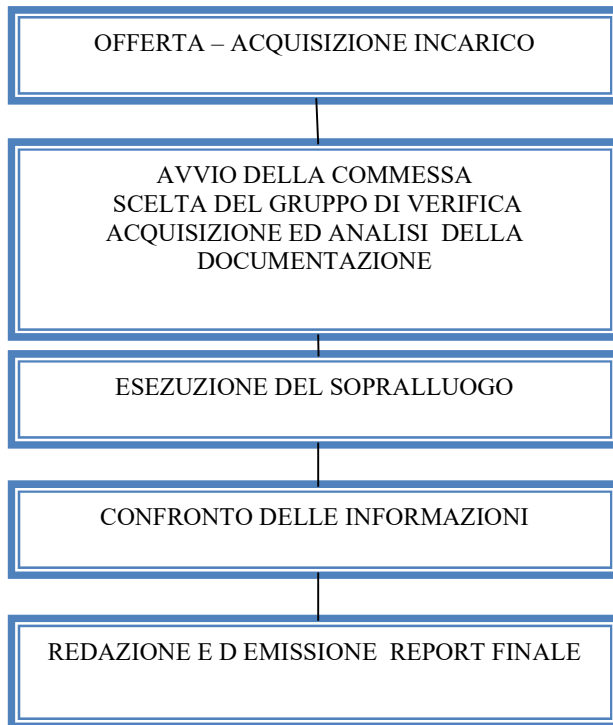 OFFERTA – ACQUISIZIONE INCARICO
AVVIO DELLA COMMESSA
SCELTA DEL GRUPPO DI VERIFICA
ACQUISIZIONE ED ANALISI DELLA
DOCUMENTAZIONE
ESEZUZIONE DEL SOPRALLUOGO
CONFRONTO DELLE INFORMAZIONI
REDAZIONE E D EMISSIONE REPORT FINALE